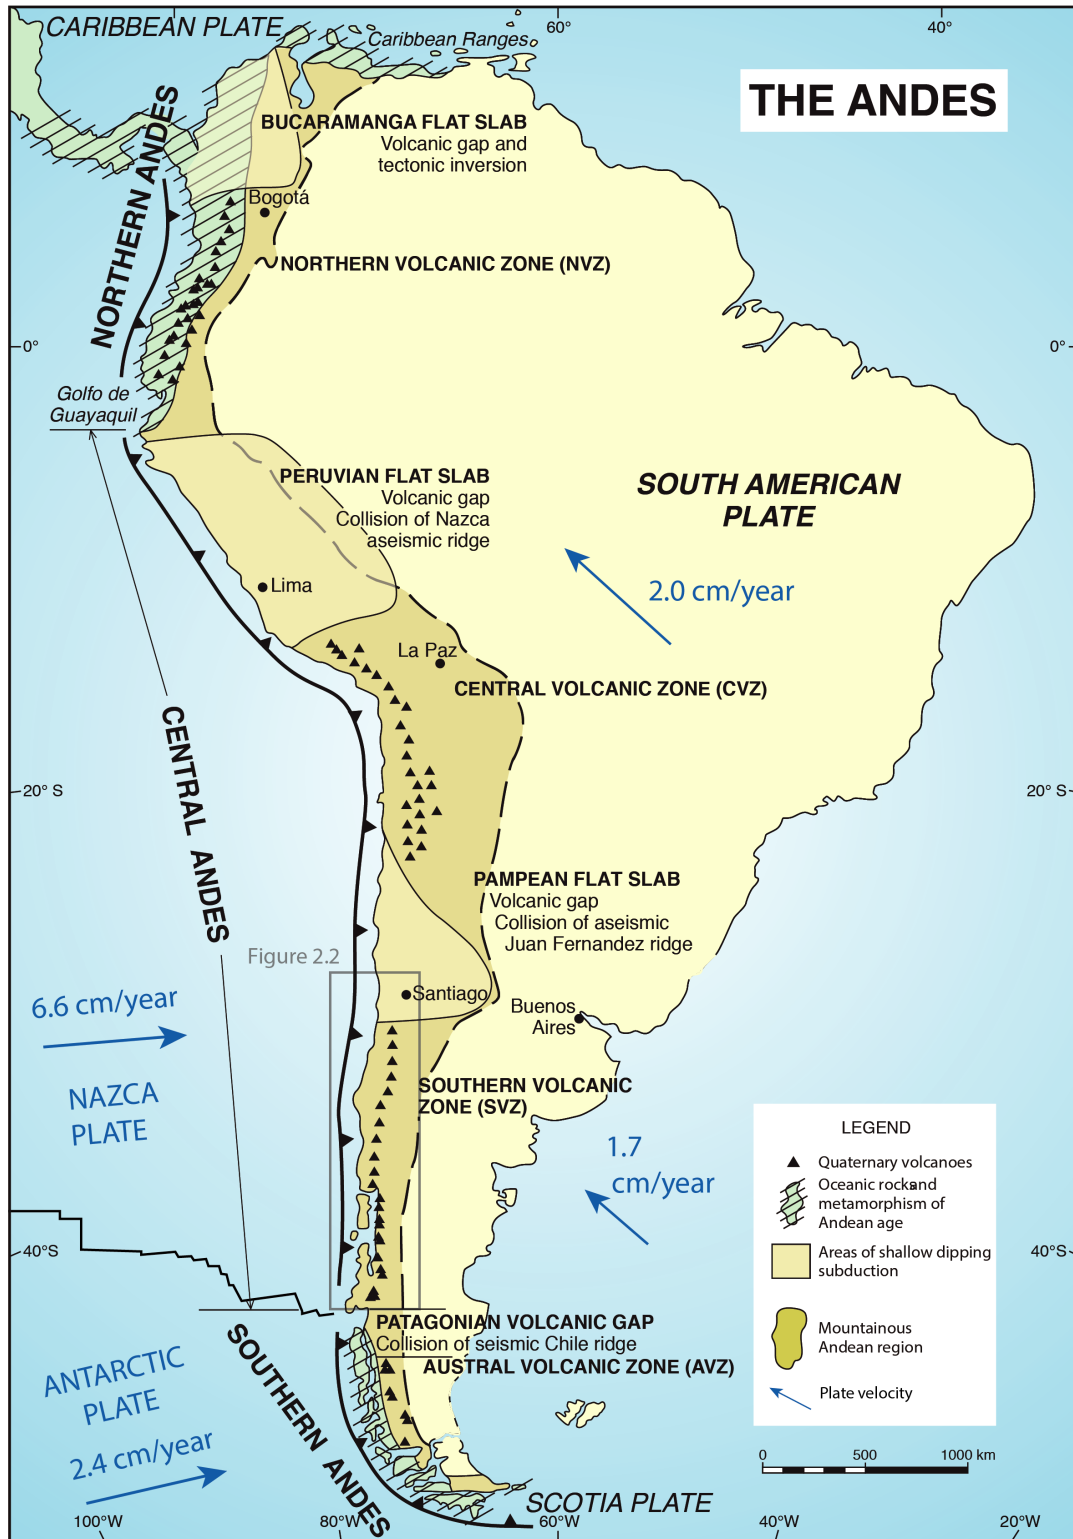 CARIBBEAN PLATE
60°
40°
Caribbean Ranges
THE ANDES
NORTHERN ANDES
BUCARAMANGA FLAT SLAB
Volcanic gap and
tectonic inversion
Bogotá
NORTHERN VOLCANIC ZONE (NVZ)
0°
0°
Golfo de
Guayaquil
PERUVIAN FLAT SLAB
Volcanic gap
Collision of Nazca
aseismic ridge
SOUTH AMERICAN
PLATE
Lima
2.0 cm/year
La Paz
CENTRAL VOLCANIC ZONE (CVZ)
CENTRAL ANDES
20° S
20° S
PAMPEAN FLAT SLAB
Volcanic gap
Collision of aseismic
Juan Fernandez ridge
Figure 2.2
Santiago
Buenos
Aires
6.6 cm/year
NAZCA
PLATE
SOUTHERN VOLCANIC
ZONE (SVZ)
1.7
cm/year
40°S
40°S
PATAGONIAN VOLCANIC GAP
Collision of seismic Chile ridge
AUSTRAL VOLCANIC ZONE (AVZ)
SOUTHERN ANDES
ANTARCTIC
PLATE
2.4 cm/year
SCOTIA PLATE
LEGEND
Quaternary volcanoes
Oceanic rocks and
metamorphism of
Andean age
Areas of shallow dipping
subduction
Mountainous
Andean region
Plate velocity
0 500 1000 km
100°W 80°W 60°W 40°W 20°W